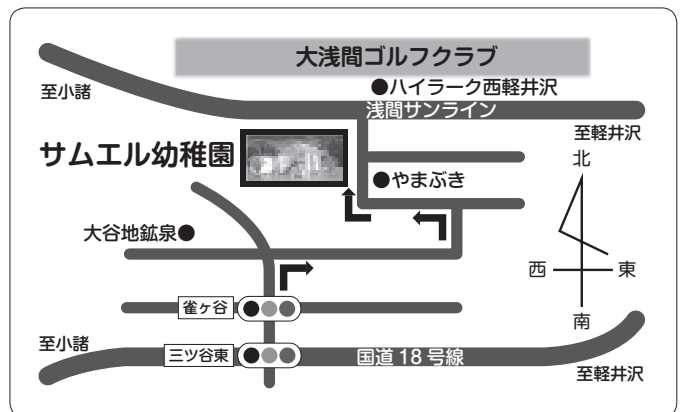 大浅間ゴルフクラブ
●ハイラーク西軽井沢
至小諸
浅間サンライン
至軽井沢
サムエル幼稚園
●やまぶき
北
大谷地鉱泉●
西
東
雀ヶ谷
南
至小諸
三ツ谷東
国道18号線
至軽井沢